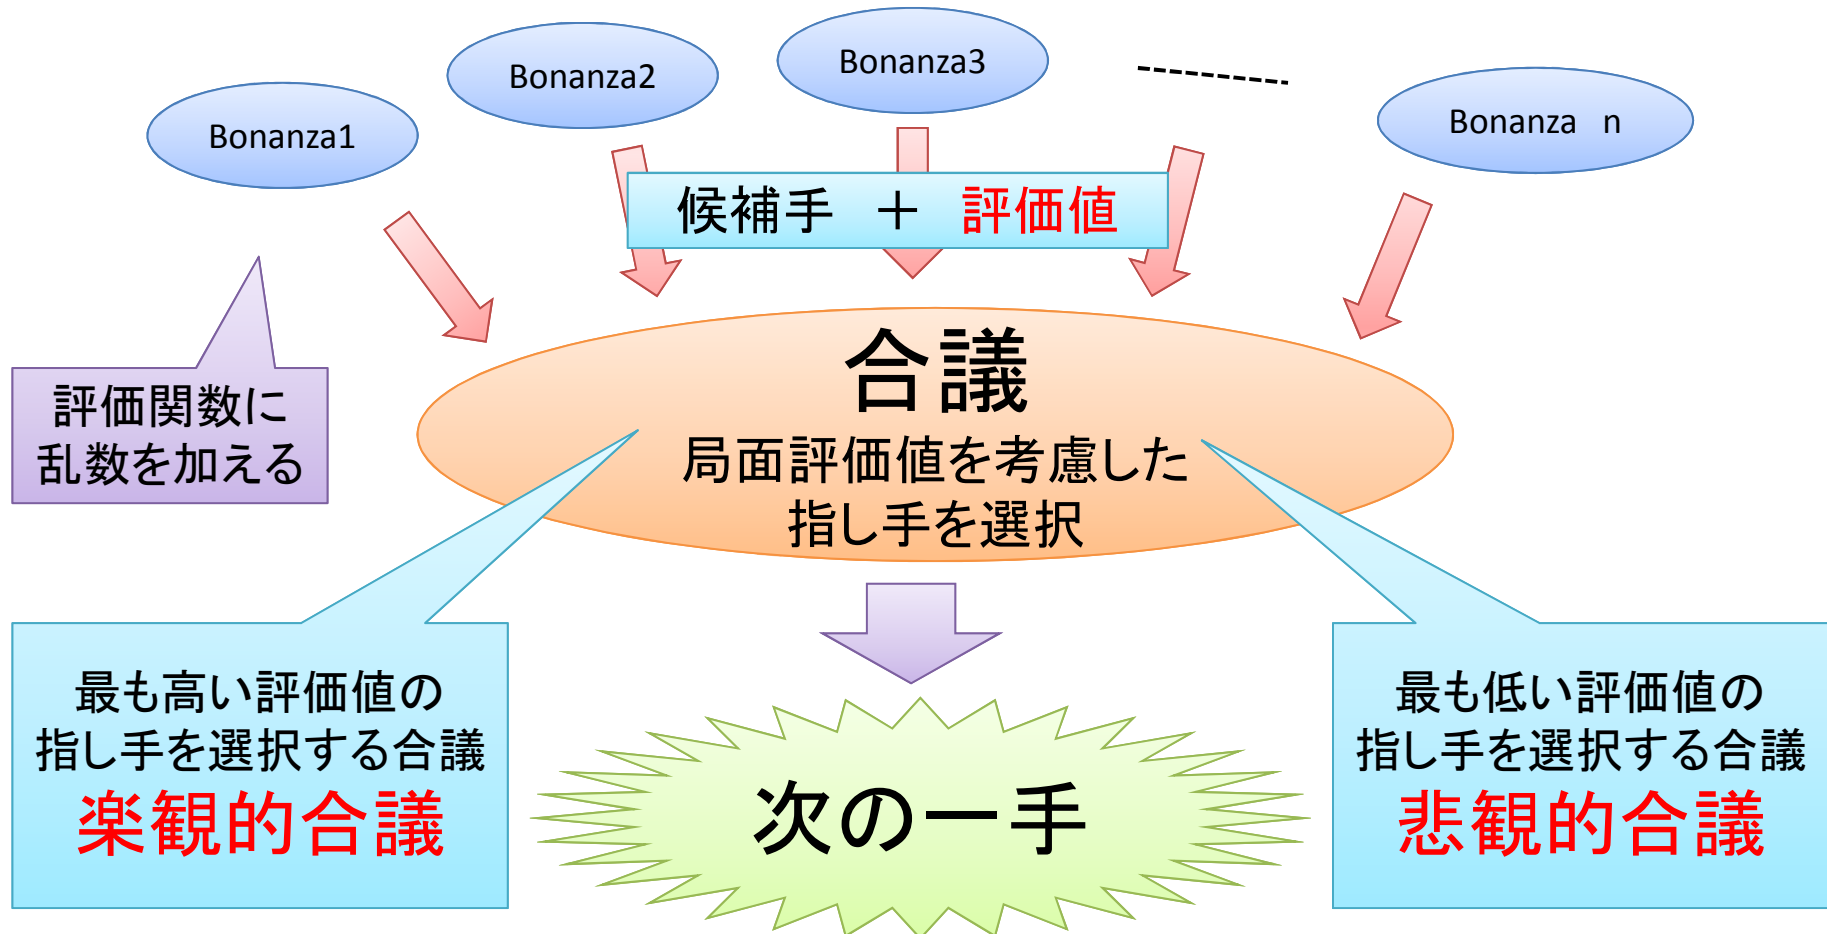 Bonanza1
Bonanza2
Bonanza3
Bonanza n
候補手 ＋ 評価値
評価関数に
乱数を加える
合議
局面評価値を考慮した
指し手を選択
最も高い評価値の
指し手を選択する合議
楽観的合議
次の一手
最も低い評価値の
指し手を選択する合議
悲観的合議